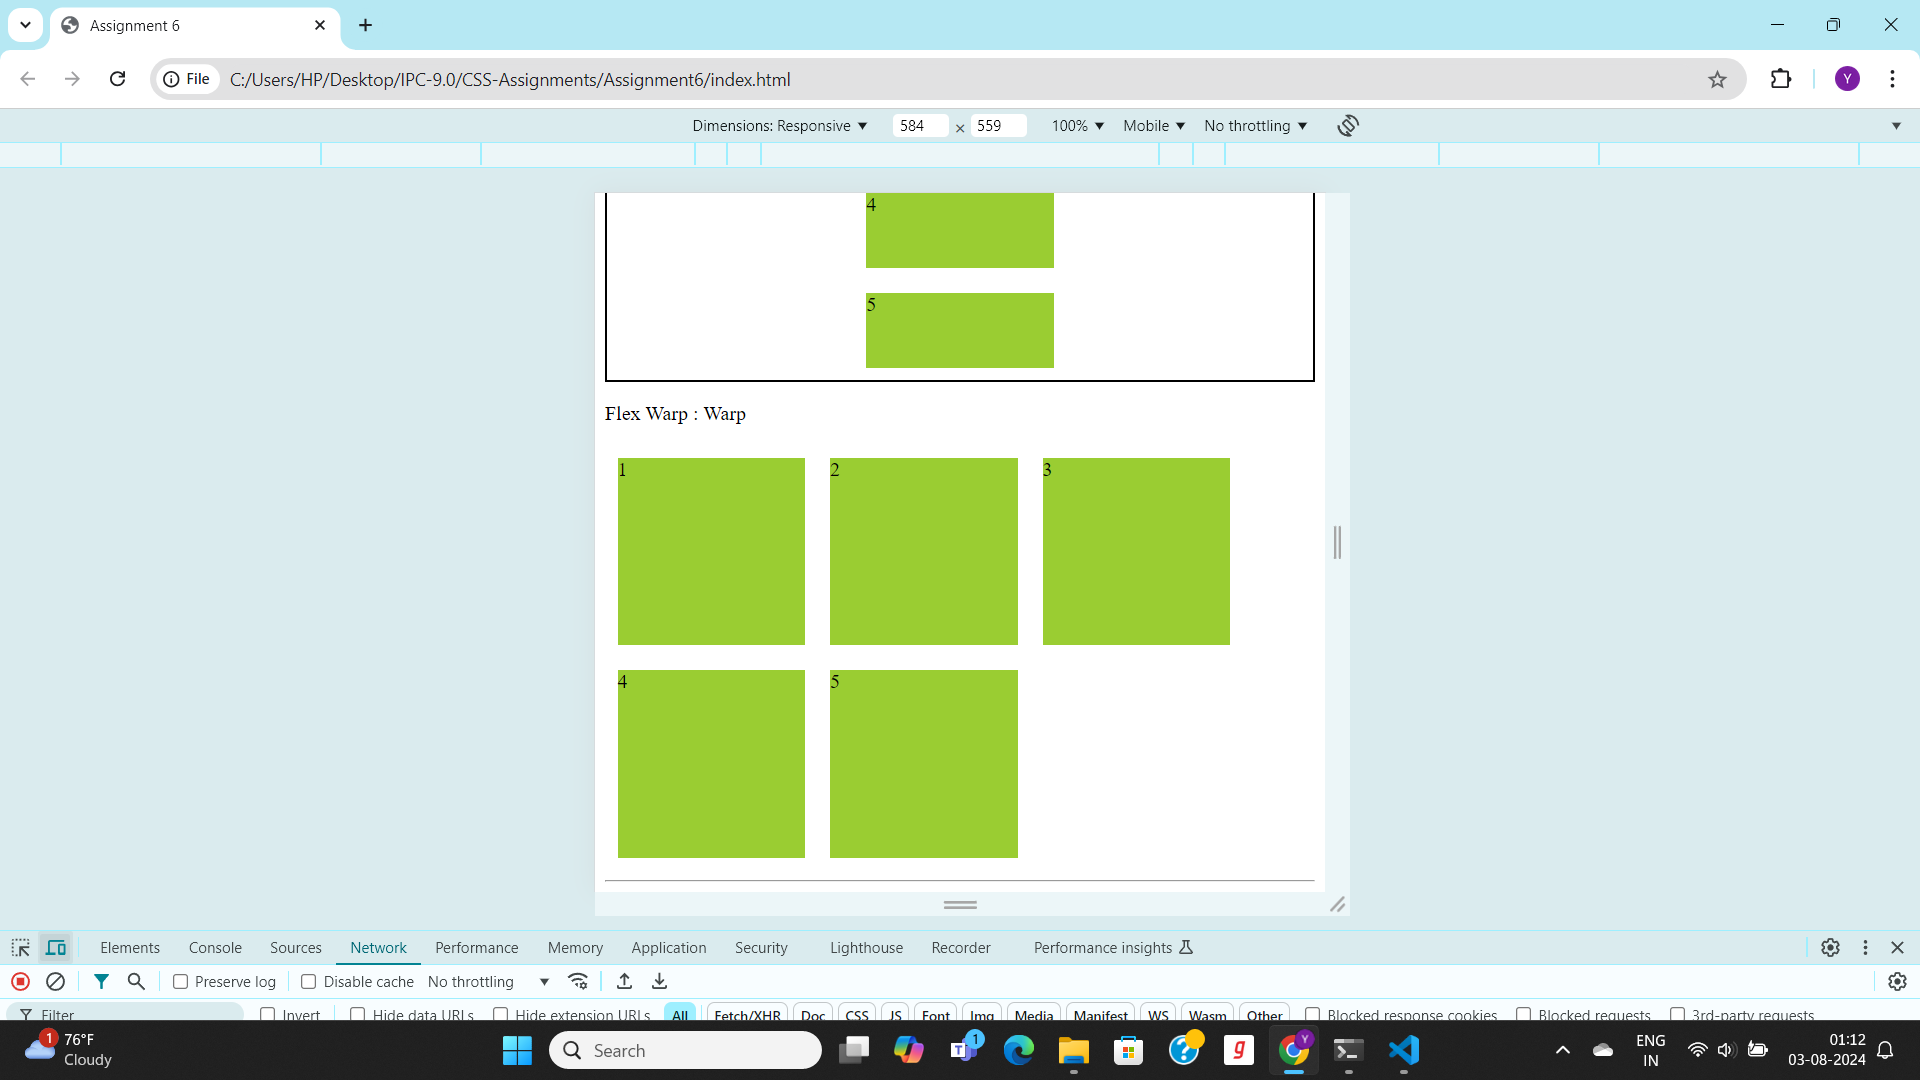 Assignment 6
File C:/Users/HP/Desktop/IPC-9.0/CSS-Assignments/Assignment6/index.html
Y
Dimensions: Responsive 584 × 559 100% Mobile No throttling
4
5
Flex Warp : Warp
1 2 3
4 5
Elements Console Sources Network Performance Memory Application Security Lighthouse Recorder Performance insights
Preserve log Disable cache No throttling
Filter Invert Hide data URLs Hide extension URLs All Fetch/XHR Doc CSS JS Font Img Media Manifest WS Wasm Other Blocked response cookies Blocked requests 3rd-party requests
1 76°F
Cloudy
Search
T 1
g
Y
ENG
IN
01:12
03-08-2024